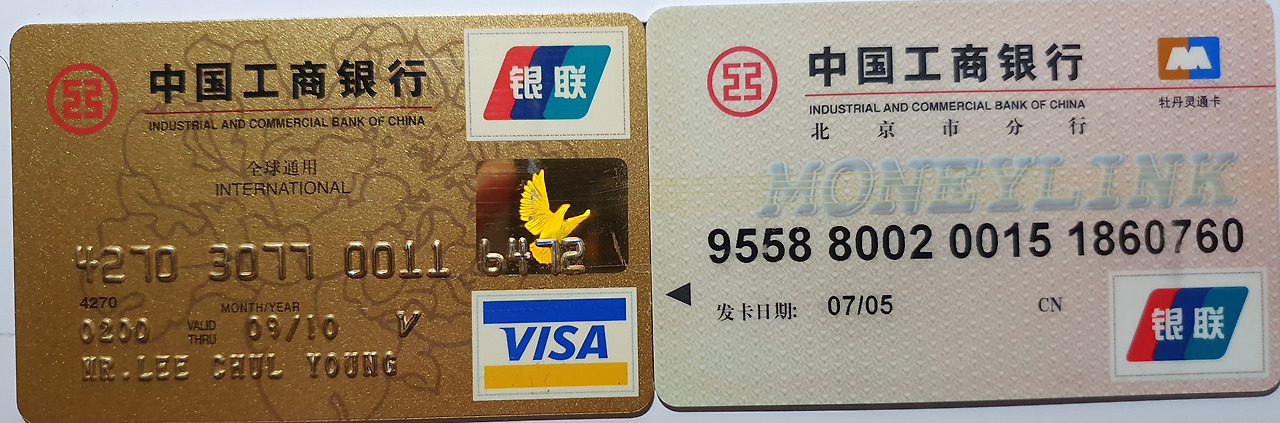 中国工商银行
INDUSTRIAL AND COMMERCIAL BANK OF CHINA
银联
全球通用
INTERNATIONAL
4270 3077 0011 6472
4270
MONTH/YEAR
0200 VALID THRU 09/10 V
MR.LEE CHUL YOUNG
VISA
中国工商银行
INDUSTRIAL AND COMMERCIAL BANK OF CHINA
北京市分行
牡丹灵通卡
MONEYLINK
9558 8002 0015 1860760
发卡日期: 07/05 CN
银联